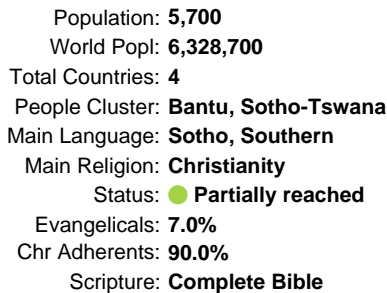 Population: 5,700
World Popl: 6,328,700
Total Countries: 4
People Cluster: Bantu, Sotho-Tswana
Main Language: Sotho, Southern
Main Religion: Christianity
Status: Partially reached
Evangelicals: 7.0%
Chr Adherents: 90.0%
Scripture: Complete Bible